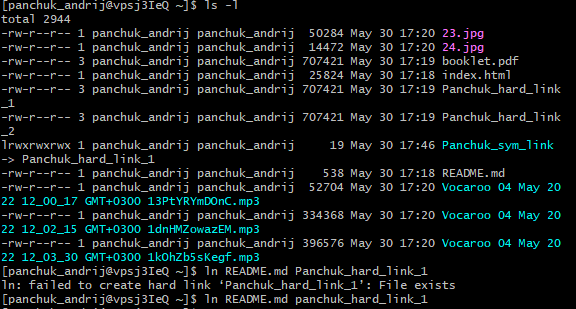 [panchuk_andrij@vpsj3IeQ ~]$ ls -l
total 2944
-rw-r--r-- 1 panchuk_andrij panchuk_andrij  50284 May 30 17:20 23.jpg
-rw-r--r-- 1 panchuk_andrij panchuk_andrij  14472 May 30 17:20 24.jpg
-rw-r--r-- 3 panchuk_andrij panchuk_andrij 707421 May 30 17:19 booklet.pdf
-rw-r--r-- 1 panchuk_andrij panchuk_andrij  25824 May 30 17:18 index.html
-rw-r--r-- 3 panchuk_andrij panchuk_andrij 707421 May 30 17:19 Panchuk_hard_link
_1
-rw-r--r-- 3 panchuk_andrij panchuk_andrij 707421 May 30 17:19 Panchuk_hard_link
_2
lrwxrwxrwx 1 panchuk_andrij panchuk_andrij     19 May 30 17:46 Panchuk_sym_link
-> Panchuk_hard_link_1
-rw-r--r-- 1 panchuk_andrij panchuk_andrij    538 May 30 17:18 README.md
-rw-r--r-- 1 panchuk_andrij panchuk_andrij  52704 May 30 17:20 Vocaroo 04 May 20
22 12_00_17 GMT+0300 13PtYRYmDOnC.mp3
-rw-r--r-- 1 panchuk_andrij panchuk_andrij 334368 May 30 17:20 Vocaroo 04 May 20
22 12_02_15 GMT+0300 1dnHMZowazEM.mp3
-rw-r--r-- 1 panchuk_andrij panchuk_andrij 396576 May 30 17:20 Vocaroo 04 May 20
22 12_03_30 GMT+0300 1kOhZb5sKegf.mp3
[panchuk_andrij@vpsj3IeQ ~]$ ln README.md Panchuk_hard_link_1
ln: failed to create hard link ‘Panchuk_hard_link_1’: File exists
[panchuk_andrij@vpsj3IeQ ~]$ ln README.md panchuk_hard_link_1